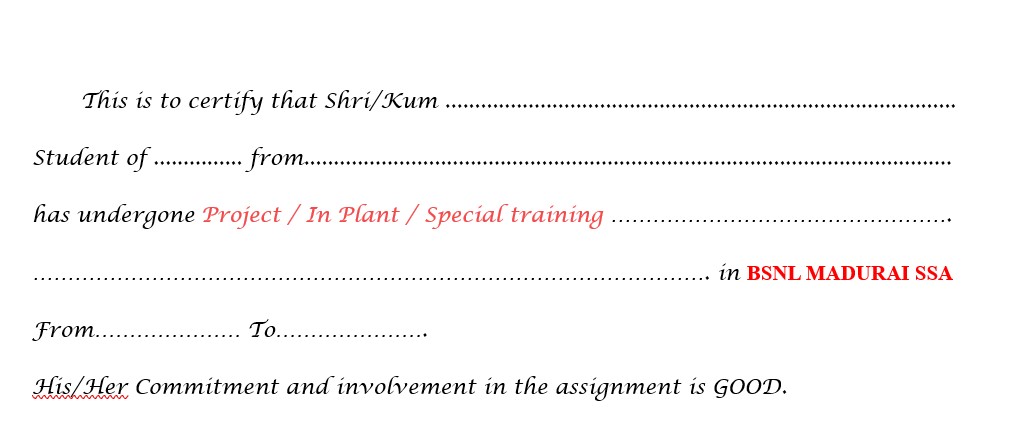 This is to certify that Shri/Kum ......................................................................................
Student of ............... from.............................................................................................................
has undergone Project / In Plant / Special training ………………………………………….
………………………………………………………………………………………. in BSNL MADURAI SSA
From………………… To………………….
His/Her Commitment and involvement in the assignment is GOOD.